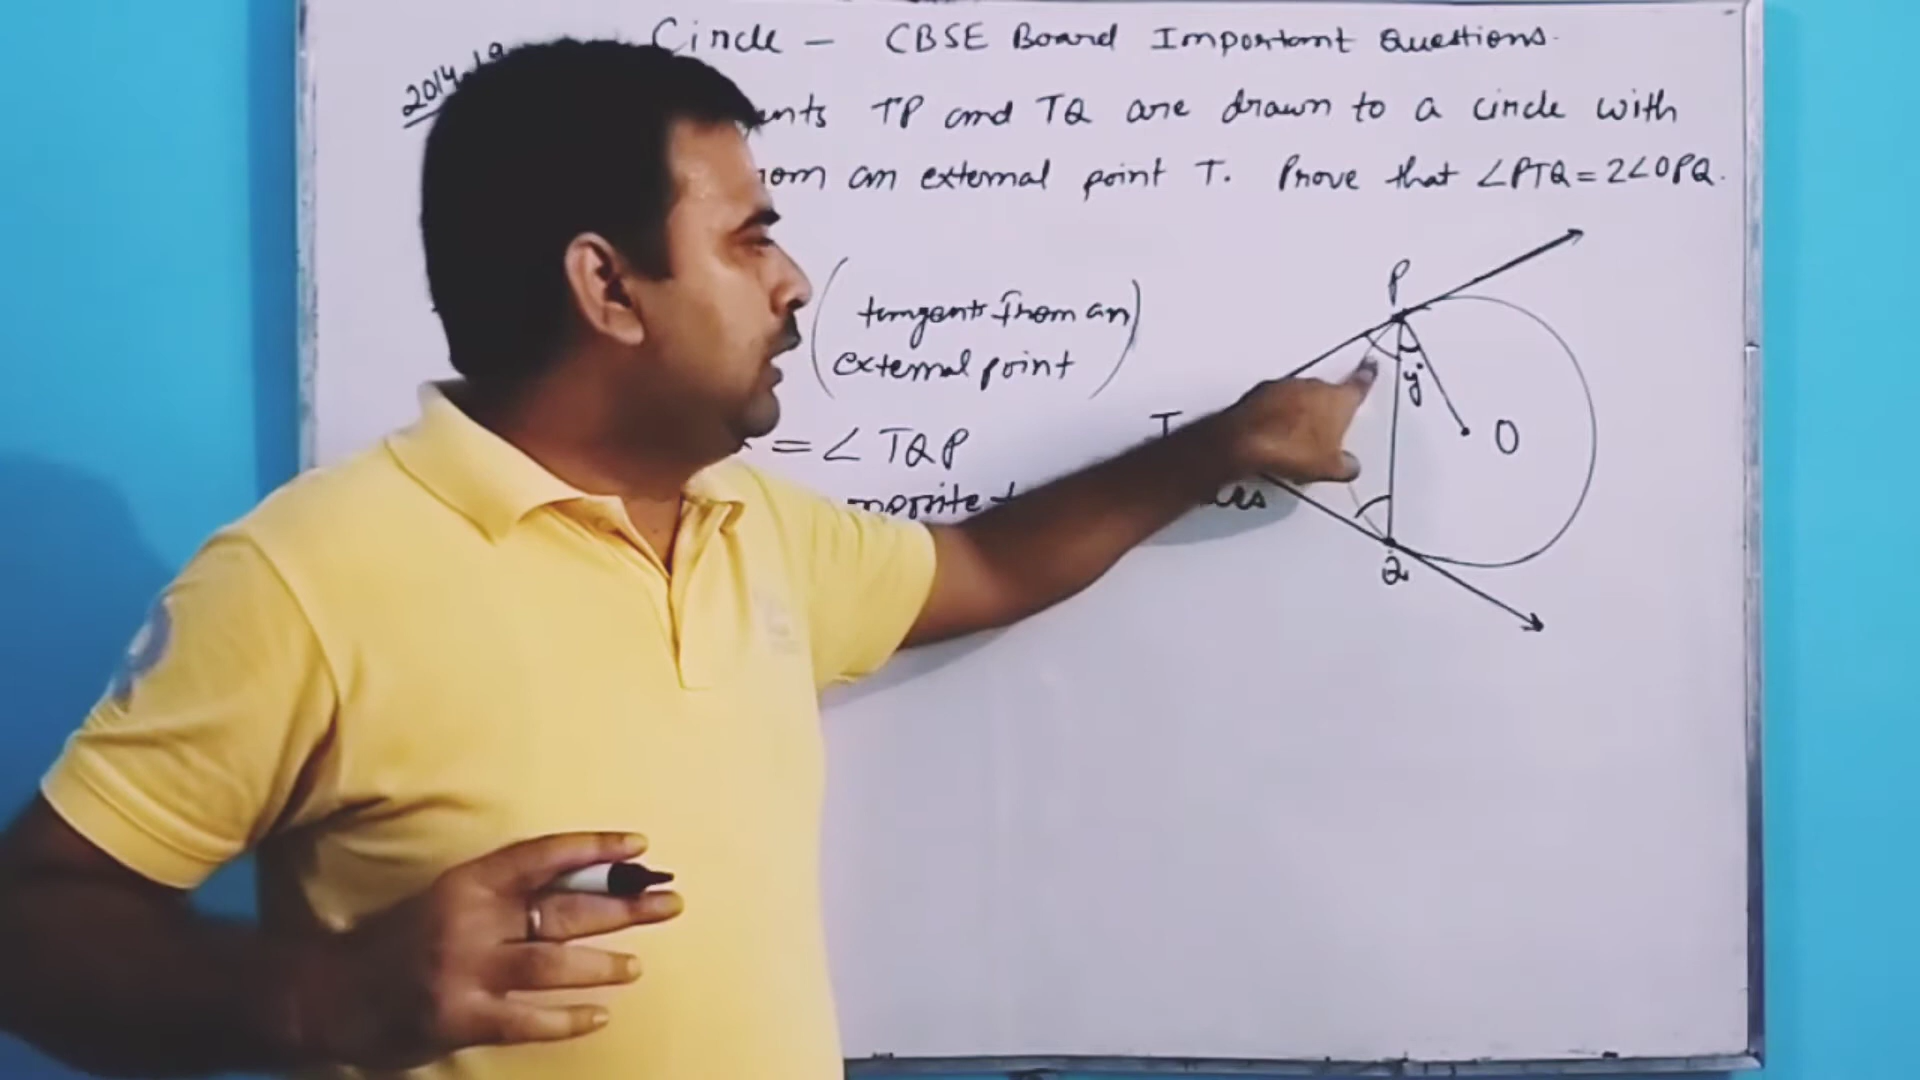 Circle - CBSE Board Important Questions.
2014
TP and TQ are drawn to a circle with
an external point T. Prove that ∠PTQ = 2∠OPQ.
(tangents from an
external point)
= ∠TQP
P
y°
O
T
Q